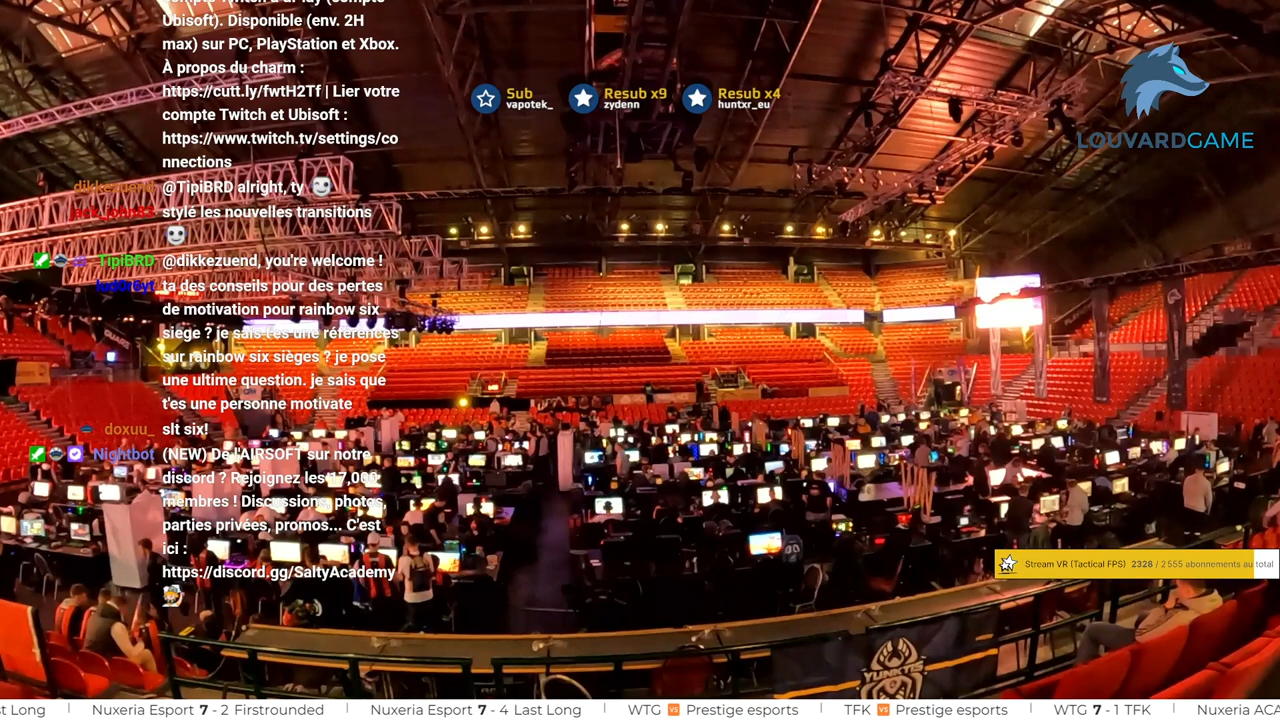 Ubisoft). Disponible (env. 2H
max) sur PC, PlayStation et Xbox.
À propos du charm :
https://cutt.ly/fwtH2Tf | Lier votre
compte Twitch et Ubisoft :
https://www.twitch.tv/settings/co
nnections
dikkezuend @TipiBRD alright, ty
stylé les nouvelles transitions
TipiBRD @dikkezuend, you're welcome !
ta des conseils pour des pertes
de motivation pour rainbow six
siege ? je sais t'es une références
sur rainbow six sièges ? je pose
une ultime question. je sais que
t'es une personne motivate
doxuu_ slt six!
Nightbot (NEW) De l'AIRSOFT sur notre
discord ? Rejoignez les 17,000
membres ! Discussions, photos,
parties privées, promos... C'est
ici :
https://discord.gg/SaltyAcademy
Sub
vapotek_
Resub x9
zydenn
Resub x4
huntxr_eu
LOUVARDGAME
Stream VR (Tactical FPS) 2328 / 2555 abonnements au total
YUNKTIS
st Long | Nuxeria Esport 7 - 2 Firstrounded | Nuxeria Esport 7 - 4 Last Long | WTG VS Prestige esports | TFK VS Prestige esports | WTG 7 - 1 TFK | Nuxeria ACA